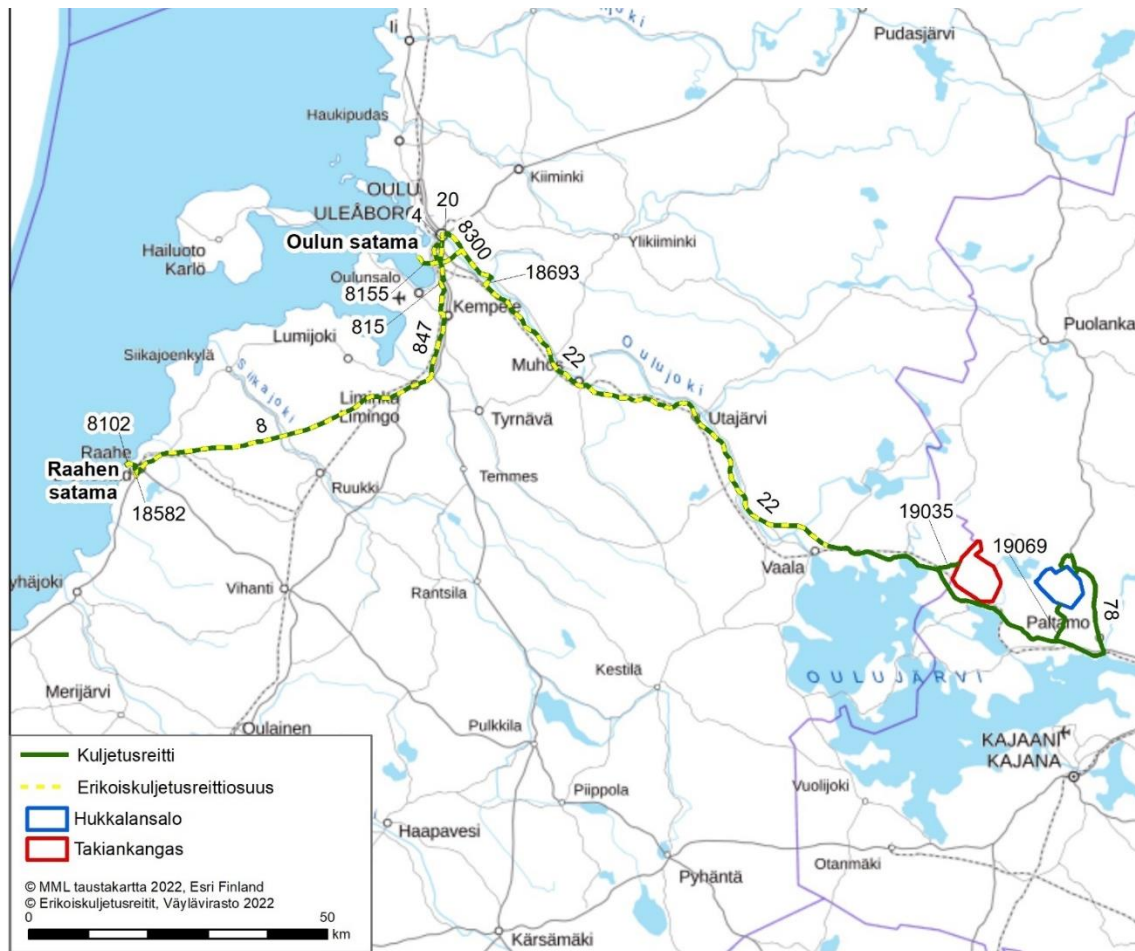 Ii
Pudasjärvi
Haukipudas
Kiiminki
OULU
ULEÅBORG
4
20
8300
Oulun satama
Ylikiiminki
Hailuoto
Karlö
Oulunsalo
18693
8155
Kempele
815
Puolanka
847
Lumijoki
Siikajoenkylä
Siikajoki
Muhos
22
Oulujoki
Liminka
Limingo
Tyrnävä
Utajärvi
8102
8
Raahe
Raahen
satama
Temmes
18582
Ruukki
22
19035
19069
Vaala
yhäjoki
Vihanti
Rantsila
Paltamo
78
Kestilä
OULUJÄRVI
Merijärvi
Oulainen
Pulkkila
KAJAANI
KAJANA
Vuolijoki
Piippola
Haapavesi
Otanmäki
Pyhäntä
Kärsämäki
Kuljetusreitti
Erikoiskuljetusreittiosuus
Hukkalansalo
Takiankangas
© MML taustakartta 2022, Esri Finland
© Erikoiskuljetusreitit, Väylävirasto 2022
0 50
km